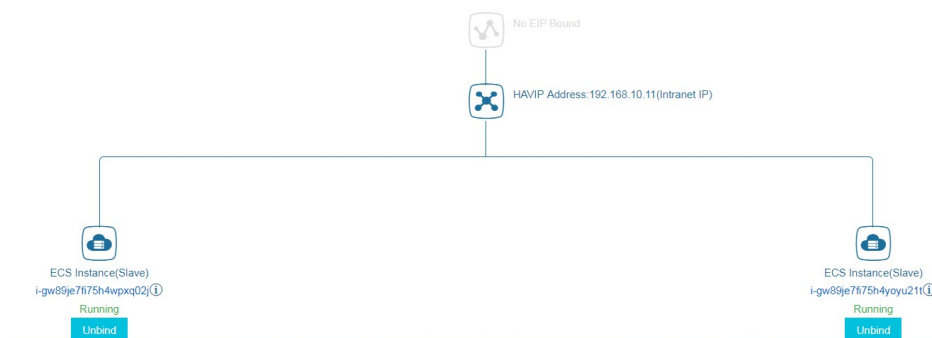 No EIP Bound
HAVIP Address:192.168.10.11(Intranet IP)
ECS Instance(Slave)
i-gw89je7fi75h4wpxq02j
Running
Unbind
ECS Instance(Slave)
i-gw89je7fi75h4yoyu21t
Running
Unbind